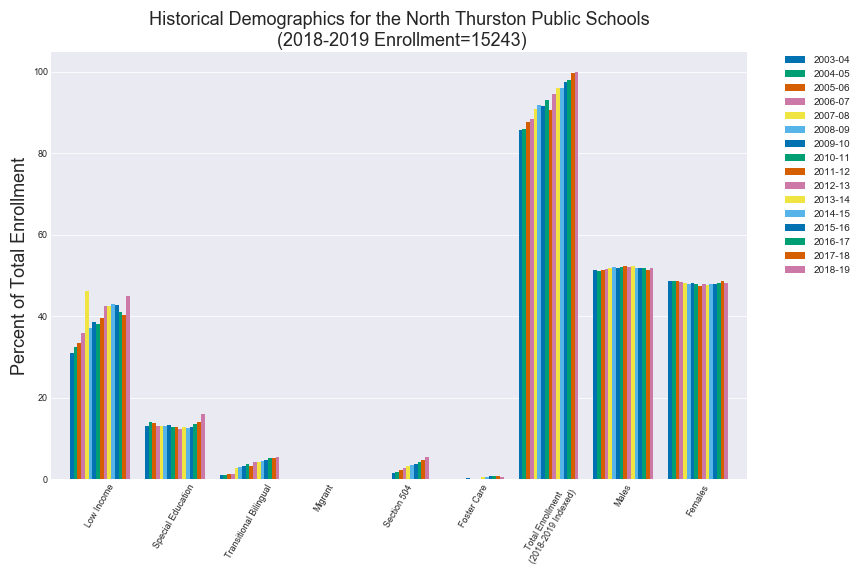 Historical Demographics for the North Thurston Public Schools
(2018-2019 Enrollment=15243)
Percent of Total Enrollment
100
80
60
40
20
0
Low Income
Special Education
Transitional Bilingual
Migrant
Section 504
Foster Care
Total Enrollment
(2018-2019 Indexed)
Males
Females
2003-04
2004-05
2005-06
2006-07
2007-08
2008-09
2009-10
2010-11
2011-12
2012-13
2013-14
2014-15
2015-16
2016-17
2017-18
2018-19